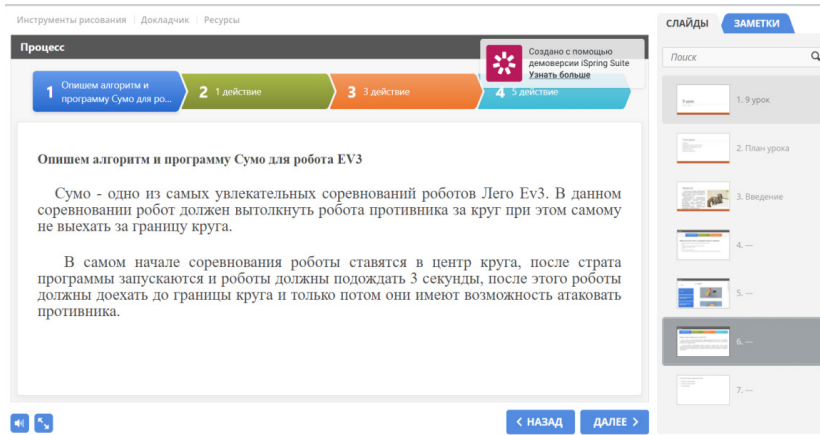 Инструменты рисования | Докладчик | Ресурсы
СЛАЙДЫ
ЗАМЕТКИ
Процесс
Создано с помощью
демоверсии iSpring Suite
Узнать больше
Поиск
1 Опишем алгоритм и
программу Сумо для ро...
2 1 действие
3 3 действие
4 5 действие
Опишем алгоритм и программу Сумо для робота EV3
Сумо - одно из самых увлекательных соревнований роботов Лего Ev3. В данном
соревновании робот должен вытолкнуть робота противника за круг при этом самому
не выехать за границу круга.
В самом начале соревнования роботы ставятся в центр круга, после страта
программы запускаются и роботы должны подождать 3 секунды, после этого роботы
должны доехать до границы круга и только потом они имеют возможность атаковать
противника.
1. 9 урок
2. План урока
3. Введение
4. ---
5. ---
6. ---
7. ---
НАЗАД
ДАЛЕЕ